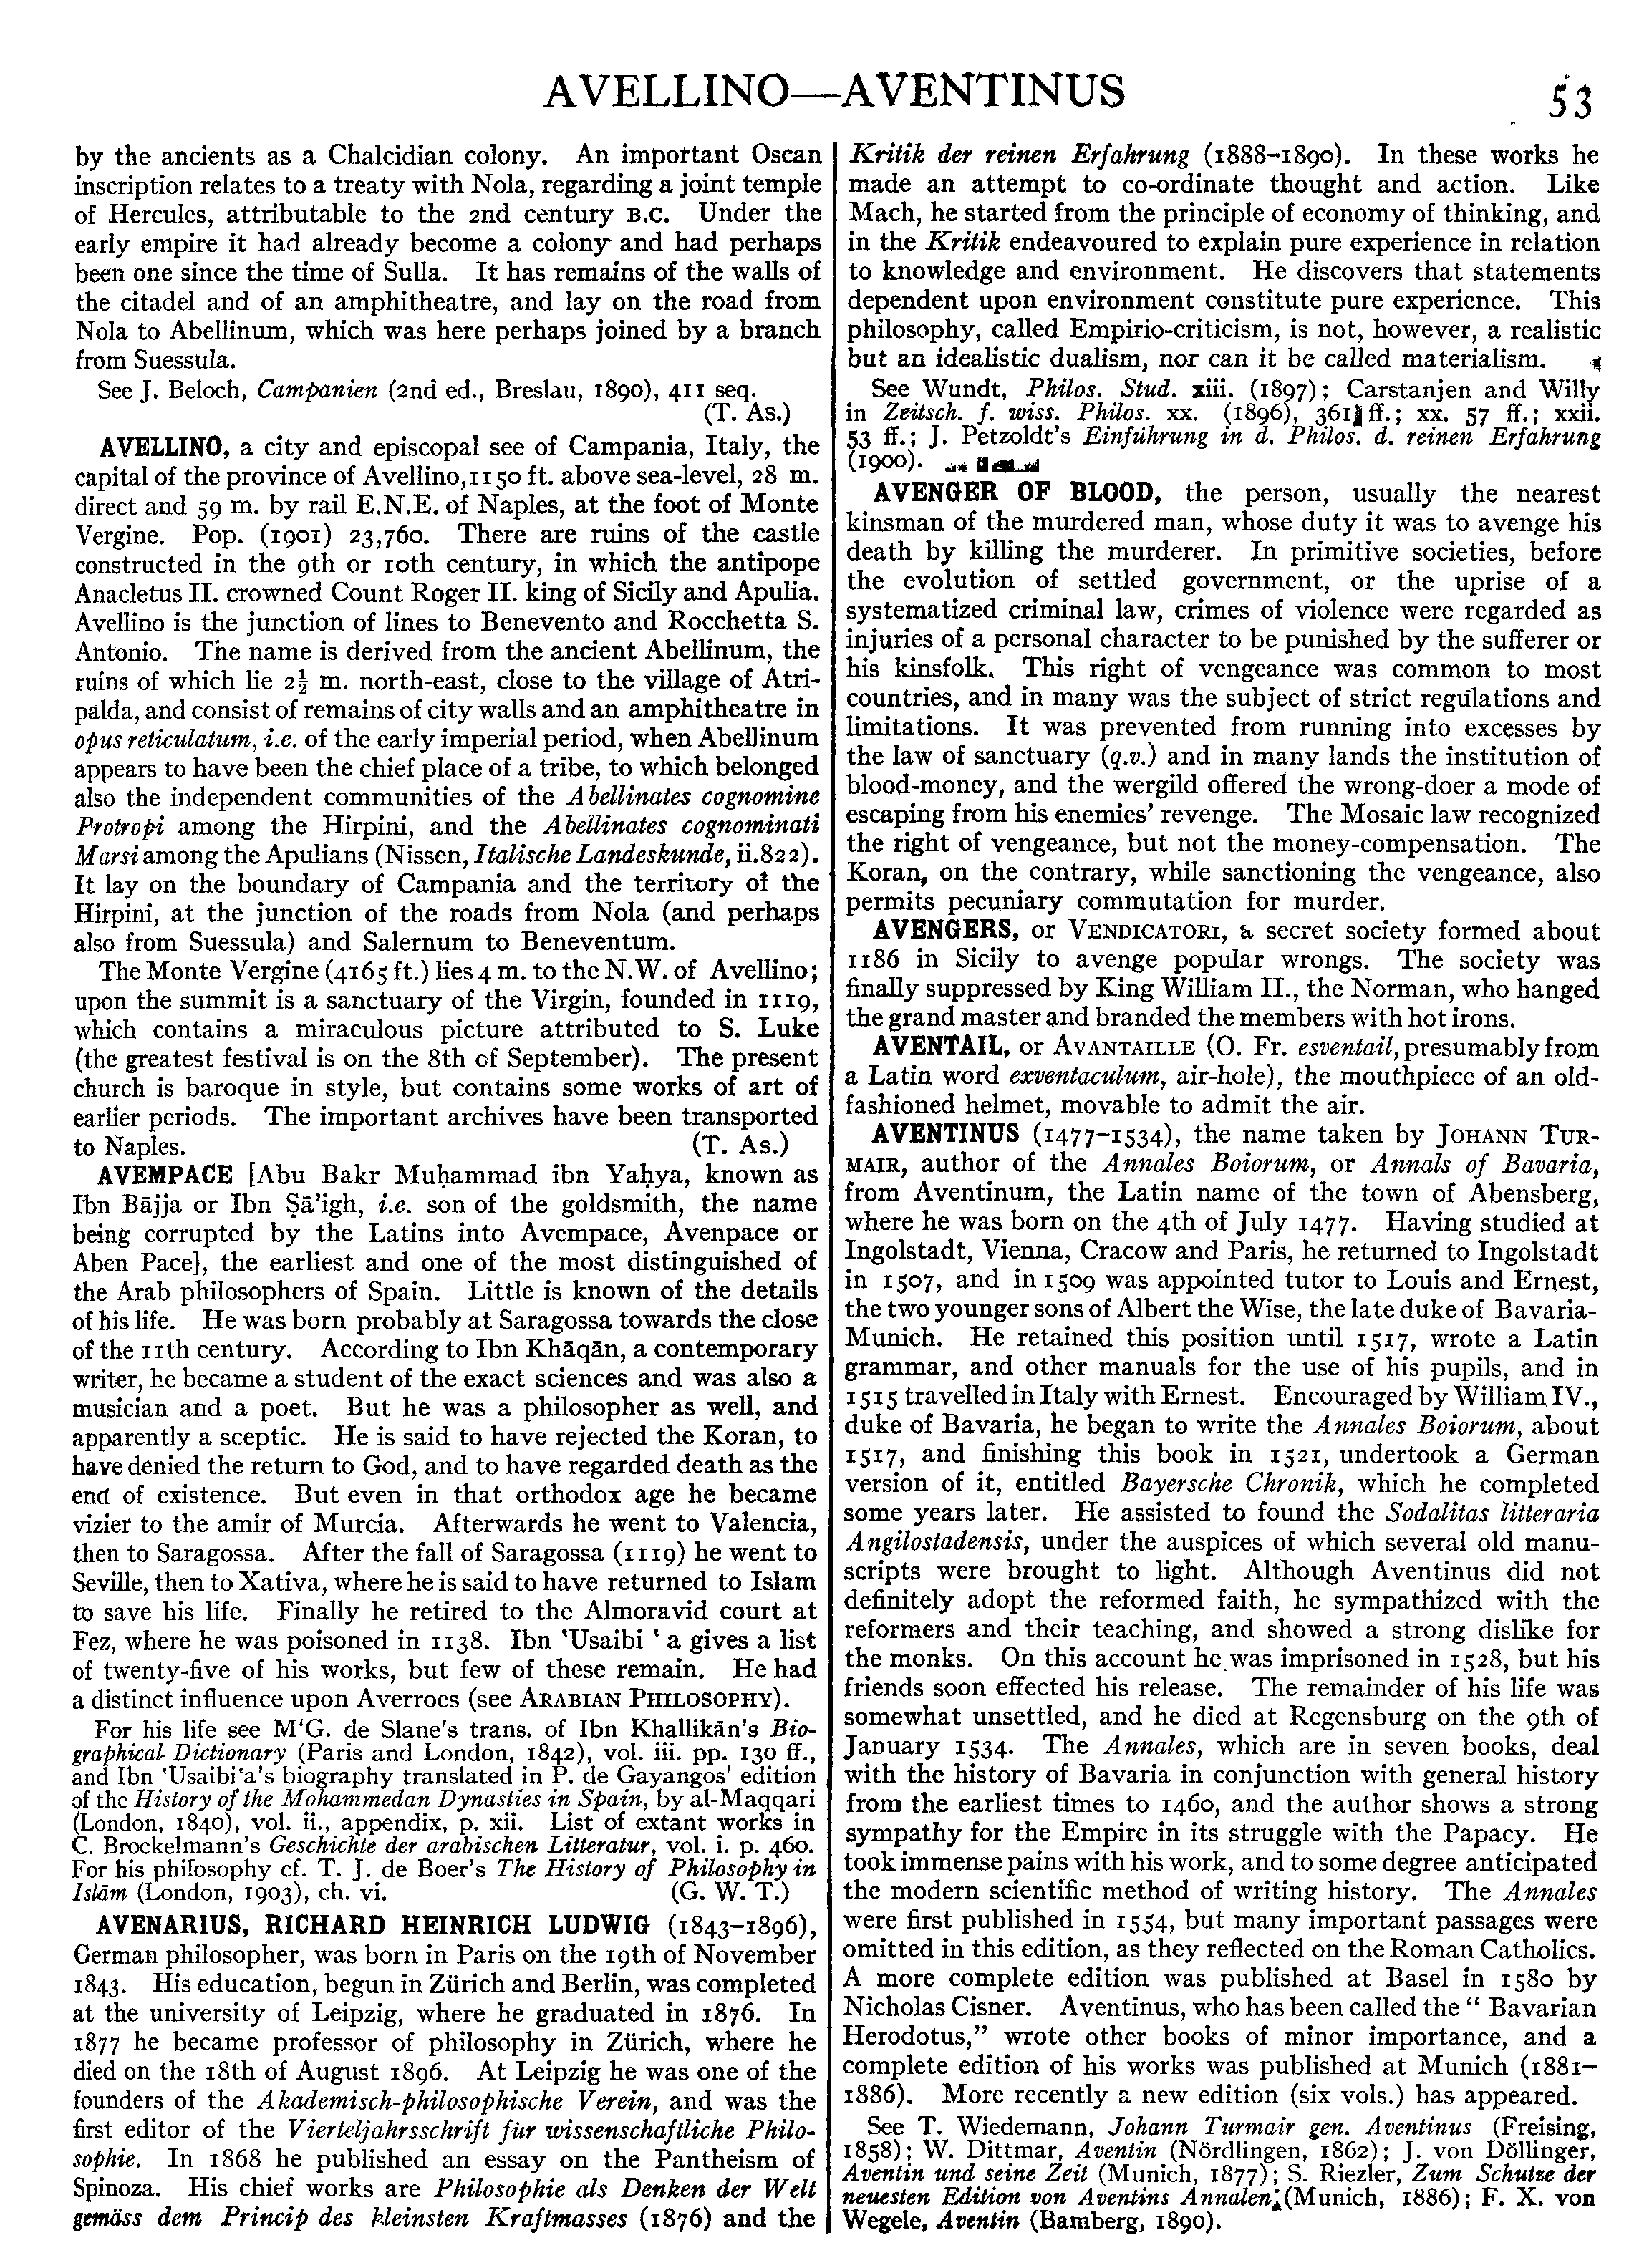 AVELLINO—AVENTINUS
53
by the ancients as a Chalcidian colony. An important Oscan
inscription relates to a treaty with Nola, regarding a joint temple
of Hercules, attributable to the 2nd century B.C. Under the
early empire it had already become a colony and had perhaps
been one since the time of Sulla. It has remains of the walls of
the citadel and of an amphitheatre, and lay on the road from
Nola to Abellinum, which was here perhaps joined by a branch
from Suessula.
See J. Beloch, Campanien (2nd ed., Breslau, 1890), 411 seq.
(T. As.)
AVELLINO, a city and episcopal see of Campania, Italy, the
capital of the province of Avellino, 1150 ft. above sea-level, 28 m.
direct and 59 m. by rail E.N.E. of Naples, at the foot of Monte
Vergine. Pop. (1901) 23,760. There are ruins of the castle
constructed in the 9th or 10th century, in which the antipope
Anacletus II. crowned Count Roger II. king of Sicily and Apulia.
Avellino is the junction of lines to Benevento and Rocchetta S.
Antonio. The name is derived from the ancient Abellinum, the
ruins of which lie 2½ m. north-east, close to the village of Atri-
palda, and consist of remains of city walls and an amphitheatre in
opus reticulatum, i.e. of the early imperial period, when Abellinum
appears to have been the chief place of a tribe, to which belonged
also the independent communities of the Abellinates cognomine
Protropi among the Hirpini, and the Abellinates cognominati
Marsi among the Apulians (Nissen, Italische Landeskunde, ii.822).
It lay on the boundary of Campania and the territory of the
Hirpini, at the junction of the roads from Nola (and perhaps
also from Suessula) and Salernum to Beneventum.
The Monte Vergine (4165 ft.) lies 4 m. to the N.W. of Avellino;
upon the summit is a sanctuary of the Virgin, founded in 1119,
which contains a miraculous picture attributed to S. Luke
(the greatest festival is on the 8th of September). The present
church is baroque in style, but contains some works of art of
earlier periods. The important archives have been transported
to Naples. (T. As.)
AVEMPACE [Abu Bakr Muḥammad ibn Yaḥya, known as
Ibn Bājja or Ibn Ṣā’igh, i.e. son of the goldsmith, the name
being corrupted by the Latins into Avempace, Avenpace or
Aben Pace], the earliest and one of the most distinguished of
the Arab philosophers of Spain. Little is known of the details
of his life. He was born probably at Saragossa towards the close
of the 11th century. According to Ibn Khāqān, a contemporary
writer, he became a student of the exact sciences and was also a
musician and a poet. But he was a philosopher as well, and
apparently a sceptic. He is said to have rejected the Koran, to
have denied the return to God, and to have regarded death as the
end of existence. But even in that orthodox age he became
vizier to the amir of Murcia. Afterwards he went to Valencia,
then to Saragossa. After the fall of Saragossa (1119) he went to
Seville, then to Xativa, where he is said to have returned to Islam
to save his life. Finally he retired to the Almoravid court at
Fez, where he was poisoned in 1138. Ibn ‘Usaibi ‘ a gives a list
of twenty-five of his works, but few of these remain. He had
a distinct influence upon Averroes (see ARABIAN PHILOSOPHY).
For his life see M‘G. de Slane’s trans. of Ibn Khallikān’s Bio-
graphical Dictionary (Paris and London, 1842), vol. iii. pp. 130 ff.,
and Ibn ‘Usaibi‘a’s biography translated in P. de Gayangos’ edition
of the History of the Mohammedan Dynasties in Spain, by al-Maqqari
(London, 1840), vol. ii., appendix, p. xii. List of extant works in
C. Brockelmann’s Geschichte der arabischen Litteratur, vol. i. p. 460.
For his philosophy cf. T. J. de Boer’s The History of Philosophy in
Islām (London, 1903), ch. vi. (G. W. T.)
AVENARIUS, RICHARD HEINRICH LUDWIG (1843–1896),
German philosopher, was born in Paris on the 19th of November
1843. His education, begun in Zürich and Berlin, was completed
at the university of Leipzig, where he graduated in 1876. In
1877 he became professor of philosophy in Zürich, where he
died on the 18th of August 1896. At Leipzig he was one of the
founders of the Akademisch-philosophische Verein, and was the
first editor of the Vierteljahrsschrift für wissenschaftliche Philo-
sophie. In 1868 he published an essay on the Pantheism of
Spinoza. His chief works are Philosophie als Denken der Welt
gemäss dem Princip des kleinsten Kraftmasses (1876) and the
Kritik der reinen Erfahrung (1888–1890). In these works he
made an attempt to co-ordinate thought and action. Like
Mach, he started from the principle of economy of thinking, and
in the Kritik endeavoured to explain pure experience in relation
to knowledge and environment. He discovers that statements
dependent upon environment constitute pure experience. This
philosophy, called Empirio-criticism, is not, however, a realistic
but an idealistic dualism, nor can it be called materialism.
See Wundt, Philos. Stud. xiii. (1897); Carstanjen and Willy
in Zeitsch. f. wiss. Philos. xx. (1896), 361 ff.; xx. 57 ff.; xxii.
53 ff.; J. Petzoldt’s Einführung in d. Philos. d. reinen Erfahrung
(1900).
AVENGER OF BLOOD, the person, usually the nearest
kinsman of the murdered man, whose duty it was to avenge his
death by killing the murderer. In primitive societies, before
the evolution of settled government, or the uprise of a
systematized criminal law, crimes of violence were regarded as
injuries of a personal character to be punished by the sufferer or
his kinsfolk. This right of vengeance was common to most
countries, and in many was the subject of strict regulations and
limitations. It was prevented from running into excesses by
the law of sanctuary (q.v.) and in many lands the institution of
blood-money, and the wergild offered the wrong-doer a mode of
escaping from his enemies’ revenge. The Mosaic law recognized
the right of vengeance, but not the money-compensation. The
Koran, on the contrary, while sanctioning the vengeance, also
permits pecuniary commutation for murder.
AVENGERS, or VENDICATORI, a secret society formed about
1186 in Sicily to avenge popular wrongs. The society was
finally suppressed by King William II., the Norman, who hanged
the grand master and branded the members with hot irons.
AVENTAIL, or AVANTAILLE (O. Fr. esventail, presumably from
a Latin word exventaculum, air-hole), the mouthpiece of an old-
fashioned helmet, movable to admit the air.
AVENTINUS (1477–1534), the name taken by JOHANN TUR-
MAIR, author of the Annales Boiorum, or Annals of Bavaria,
from Aventinum, the Latin name of the town of Abensberg,
where he was born on the 4th of July 1477. Having studied at
Ingolstadt, Vienna, Cracow and Paris, he returned to Ingolstadt
in 1507, and in 1509 was appointed tutor to Louis and Ernest,
the two younger sons of Albert the Wise, the late duke of Bavaria-
Munich. He retained this position until 1517, wrote a Latin
grammar, and other manuals for the use of his pupils, and in
1515 travelled in Italy with Ernest. Encouraged by William IV.,
duke of Bavaria, he began to write the Annales Boiorum, about
1517, and finishing this book in 1521, undertook a German
version of it, entitled Bayersche Chronik, which he completed
some years later. He assisted to found the Sodalitas litteraria
Angilostadensis, under the auspices of which several old manu-
scripts were brought to light. Although Aventinus did not
definitely adopt the reformed faith, he sympathized with the
reformers and their teaching, and showed a strong dislike for
the monks. On this account he was imprisoned in 1528, but his
friends soon effected his release. The remainder of his life was
somewhat unsettled, and he died at Regensburg on the 9th of
January 1534. The Annales, which are in seven books, deal
with the history of Bavaria in conjunction with general history
from the earliest times to 1460, and the author shows a strong
sympathy for the Empire in its struggle with the Papacy. He
took immense pains with his work, and to some degree anticipated
the modern scientific method of writing history. The Annales
were first published in 1554, but many important passages were
omitted in this edition, as they reflected on the Roman Catholics.
A more complete edition was published at Basel in 1580 by
Nicholas Cisner. Aventinus, who has been called the “ Bavarian
Herodotus,” wrote other books of minor importance, and a
complete edition of his works was published at Munich (1881–
1886). More recently a new edition (six vols.) has appeared.
See T. Wiedemann, Johann Turmair gen. Aventinus (Freising,
1858); W. Dittmar, Aventin (Nördlingen, 1862); J. von Döllinger,
Aventin und seine Zeit (Munich, 1877); S. Riezler, Zum Schutze der
neuesten Edition von Aventins Annalen (Munich, 1886); F. X. von
Wegele, Aventin (Bamberg, 1890).